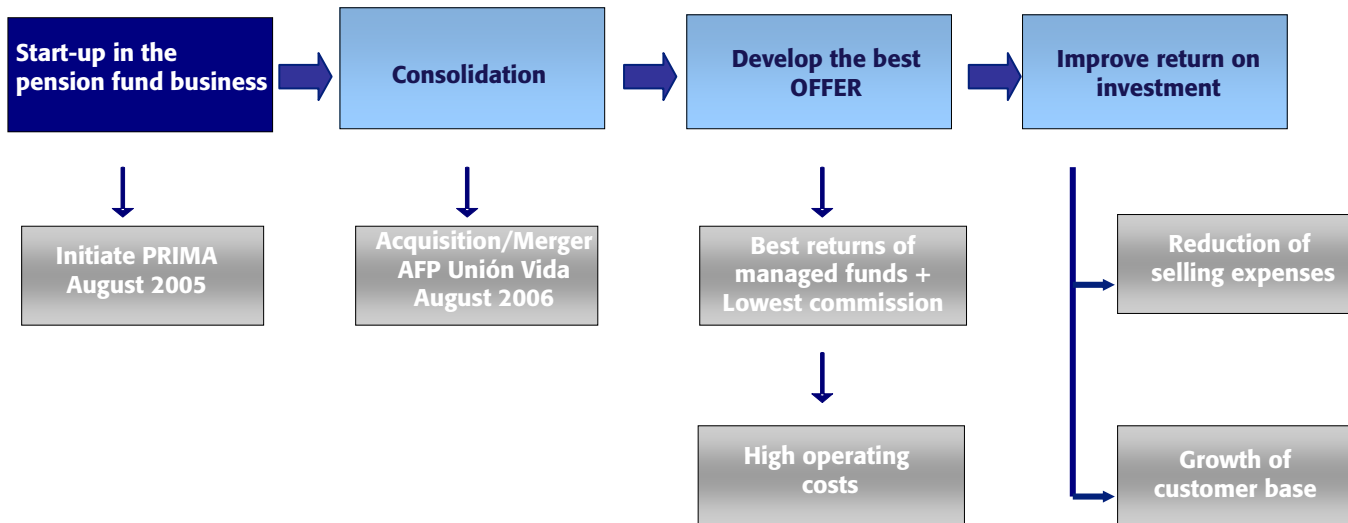 Start-up in the
pension fund business
Consolidation
Develop the best
OFFER
Improve return on
investment
Initiate PRIMA
August 2005
Acquisition/Merger
AFP Unión Vida
August 2006
Best returns of
managed funds +
Lowest commission
Reduction of
selling expenses
High operating
costs
Growth of
customer base